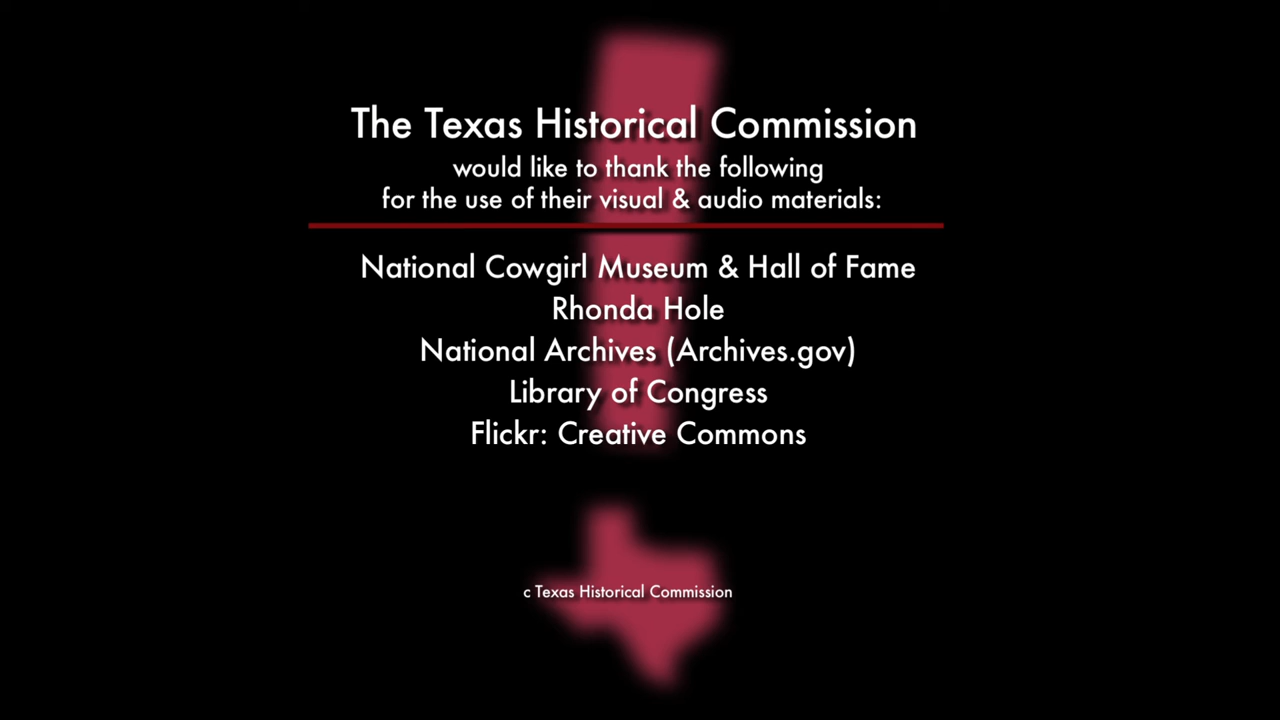 The Texas Historical Commission
would like to thank the following
for the use of their visual & audio materials:
National Cowgirl Museum & Hall of Fame
Rhonda Hole
National Archives (Archives.gov)
Library of Congress
Flickr: Creative Commons
c Texas Historical Commission